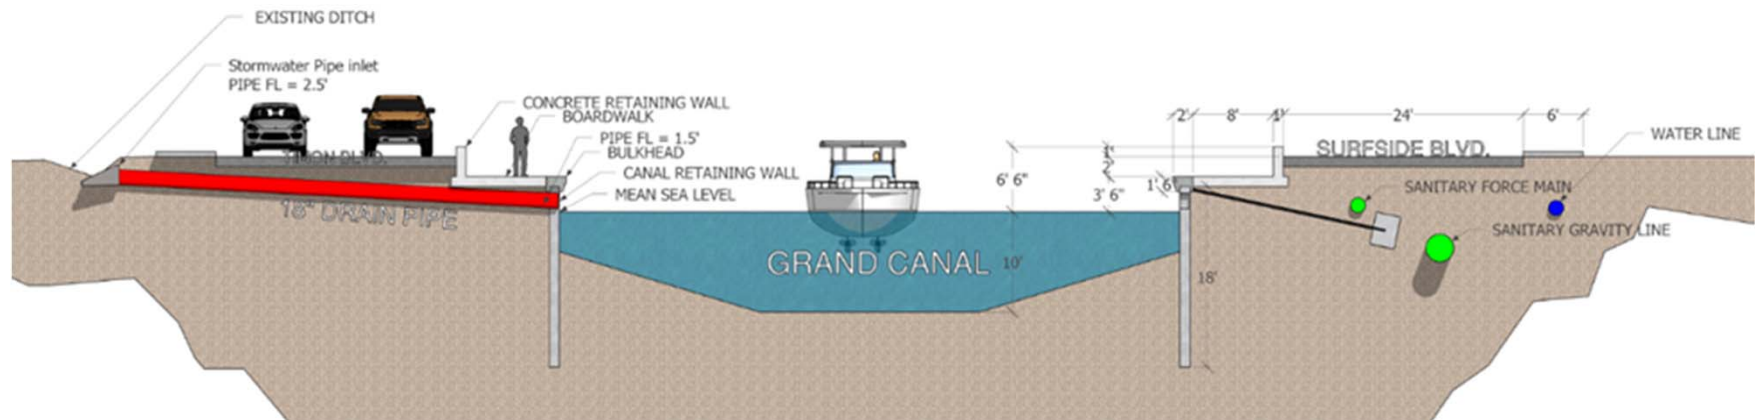 EXISTING DITCH
Stormwater Pipe inlet
PIPE FL = 2.5'
CONCRETE RETAINING WALL
BOARDWALK
PIPE FL = 1.5'
BULKHEAD
CANAL RETAINING WALL
MEAN SEA LEVEL
18" DRAIN PIPE
GRAND CANAL
6' 6"
10'
3' 6"
1' 6"
2'
8'
1'
24'
6'
18'
SURFSIDE BLVD.
WATER LINE
SANITARY FORCE MAIN
SANITARY GRAVITY LINE